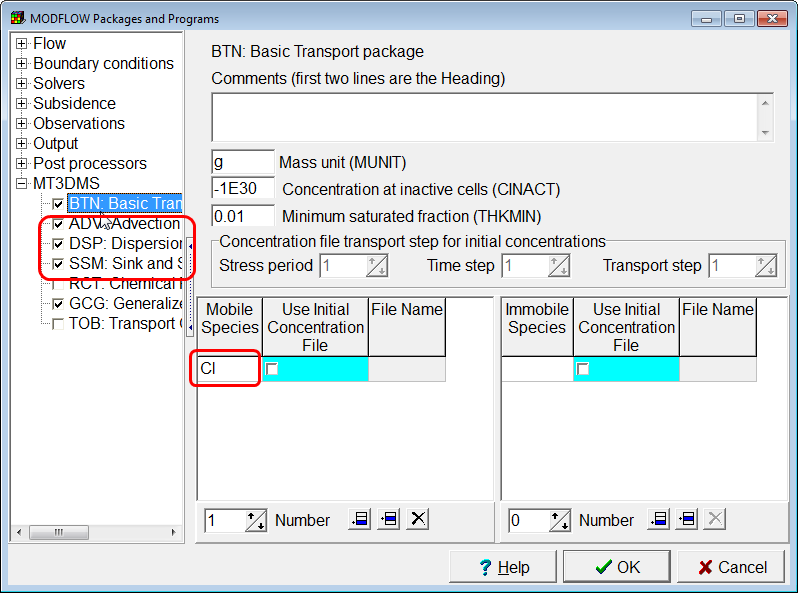 MODFLOW Packages and Programs
Flow
Boundary conditions
Solvers
Subsidence
Observations
Output
Post processors
MT3DMS
BTN: Basic Tran
ADV: Advection
DSP: Dispersion
SSM: Sink and S
RCT: Chemical
GCG: Generalize
TOB: Transport
BTN: Basic Transport package
Comments (first two lines are the Heading)
g Mass unit (MUNIT)
-1E30 Concentration at inactive cells (CINACT)
0.01 Minimum saturated fraction (THKMIN)
Concentration file transport step for initial concentrations
Stress period 1 Time step 1 Transport step 1
Mobile Species
Use Initial Concentration File
File Name
Cl
1 Number
Immobile Species
Use Initial Concentration File
File Name
0 Number
? Help
OK
Cancel